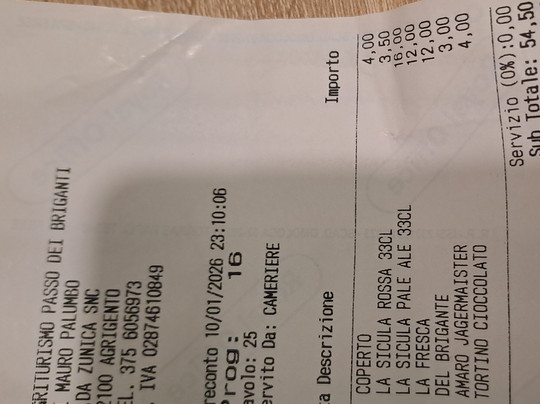 GRITURISMO PASSO DEI BRIGANTI
MAURO PALUMBO
DA ZUNICA SNC
2100 AGRIGENTO
EL. 375 6056973
. IVA 02874610849
reconto 10/01/2026 23:10:06
Prog: 16
avolo: 25
ervito Da: CAMERIERE
ta Descrizione Importo
COPERTO 4,00
LA SICULA ROSSA 33CL 3,50
LA SICULA PALE ALE 33CL 16,00
LA FRESCA 12,00
DEL BRIGANTE 12,00
AMARO JAGERMAISTER 3,00
TORTINO CIOCCOLATO 4,00
Servizio (0%):0,00
Sub Totale: 54,50